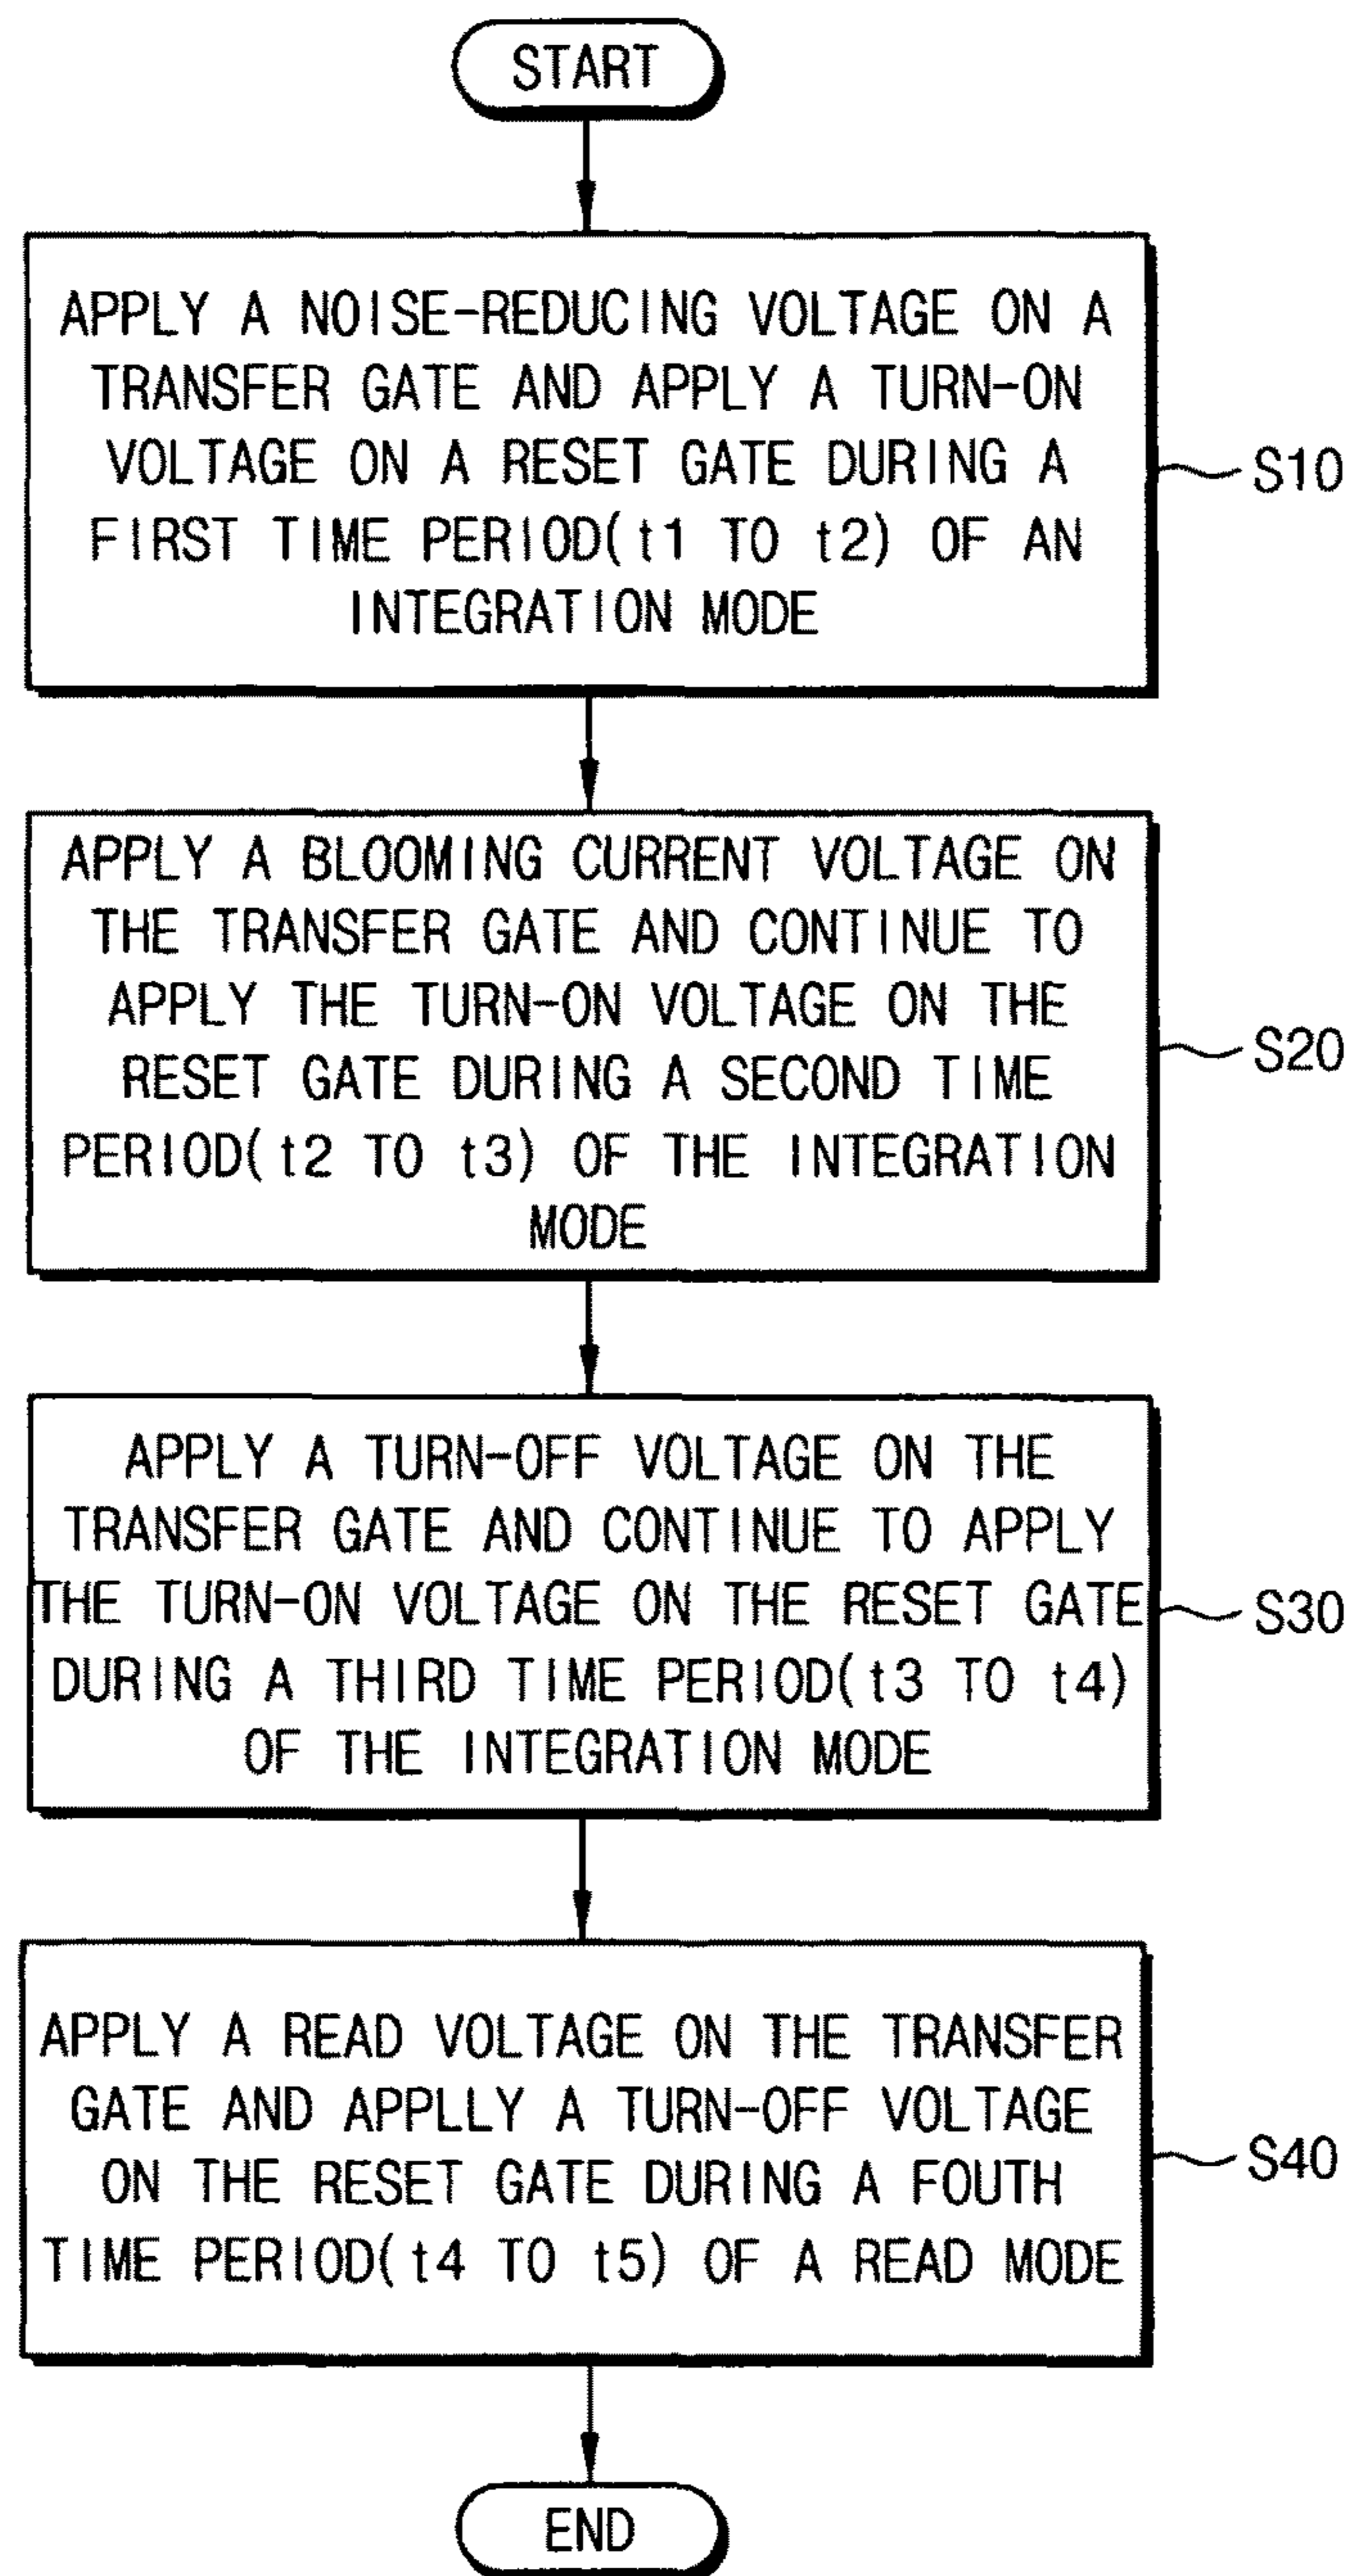 START
APPLY A NOISE-REDUCING VOLTAGE ON A
TRANSFER GATE AND APPLY A TURN-ON
VOLTAGE ON A RESET GATE DURING A
FIRST TIME PERIOD(t1 TO t2) OF AN
INTEGRATION MODE
S10
APPLY A BLOOMING CURRENT VOLTAGE ON
THE TRANSFER GATE AND CONTINUE TO
APPLY THE TURN-ON VOLTAGE ON THE
RESET GATE DURING A SECOND TIME
PERIOD(t2 TO t3) OF THE INTEGRATION
MODE
S20
APPLY A TURN-OFF VOLTAGE ON THE
TRANSFER GATE AND CONTINUE TO APPLY
THE TURN-ON VOLTAGE ON THE RESET GATE
DURING A THIRD TIME PERIOD(t3 TO t4)
OF THE INTEGRATION MODE
S30
APPLY A READ VOLTAGE ON THE TRANSFER
GATE AND APPLLY A TURN-OFF VOLTAGE
ON THE RESET GATE DURING A FOUTH
TIME PERIOD(t4 TO t5) OF A READ MODE
S40
END